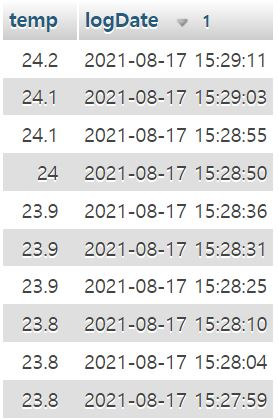 temp logDate 1
24.2 2021-08-17 15:29:11
24.1 2021-08-17 15:29:03
24.1 2021-08-17 15:28:55
24 2021-08-17 15:28:50
23.9 2021-08-17 15:28:36
23.9 2021-08-17 15:28:31
23.9 2021-08-17 15:28:25
23.8 2021-08-17 15:28:10
23.8 2021-08-17 15:28:04
23.8 2021-08-17 15:27:59